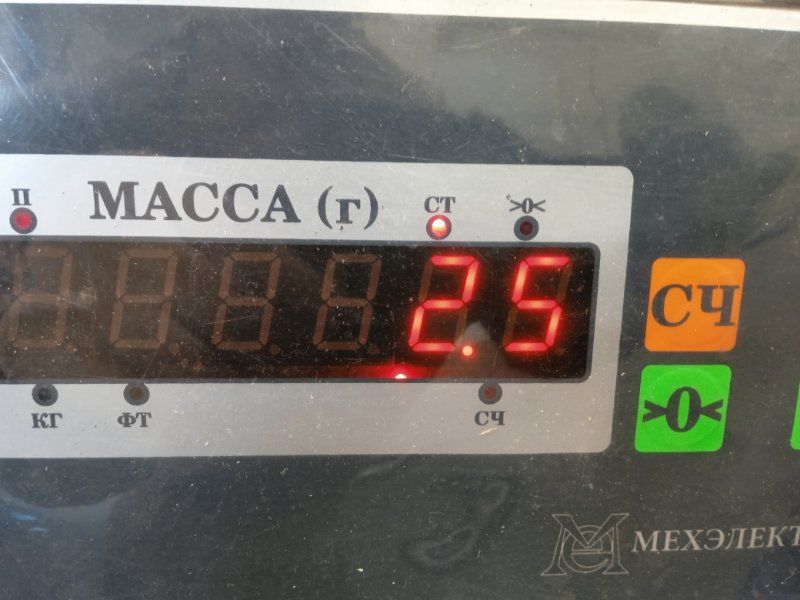 П МАССА (г) СТ >0<
2.5
СЧ
КГ ФТ СЧ
>0<
МЕХЭЛЕКТ